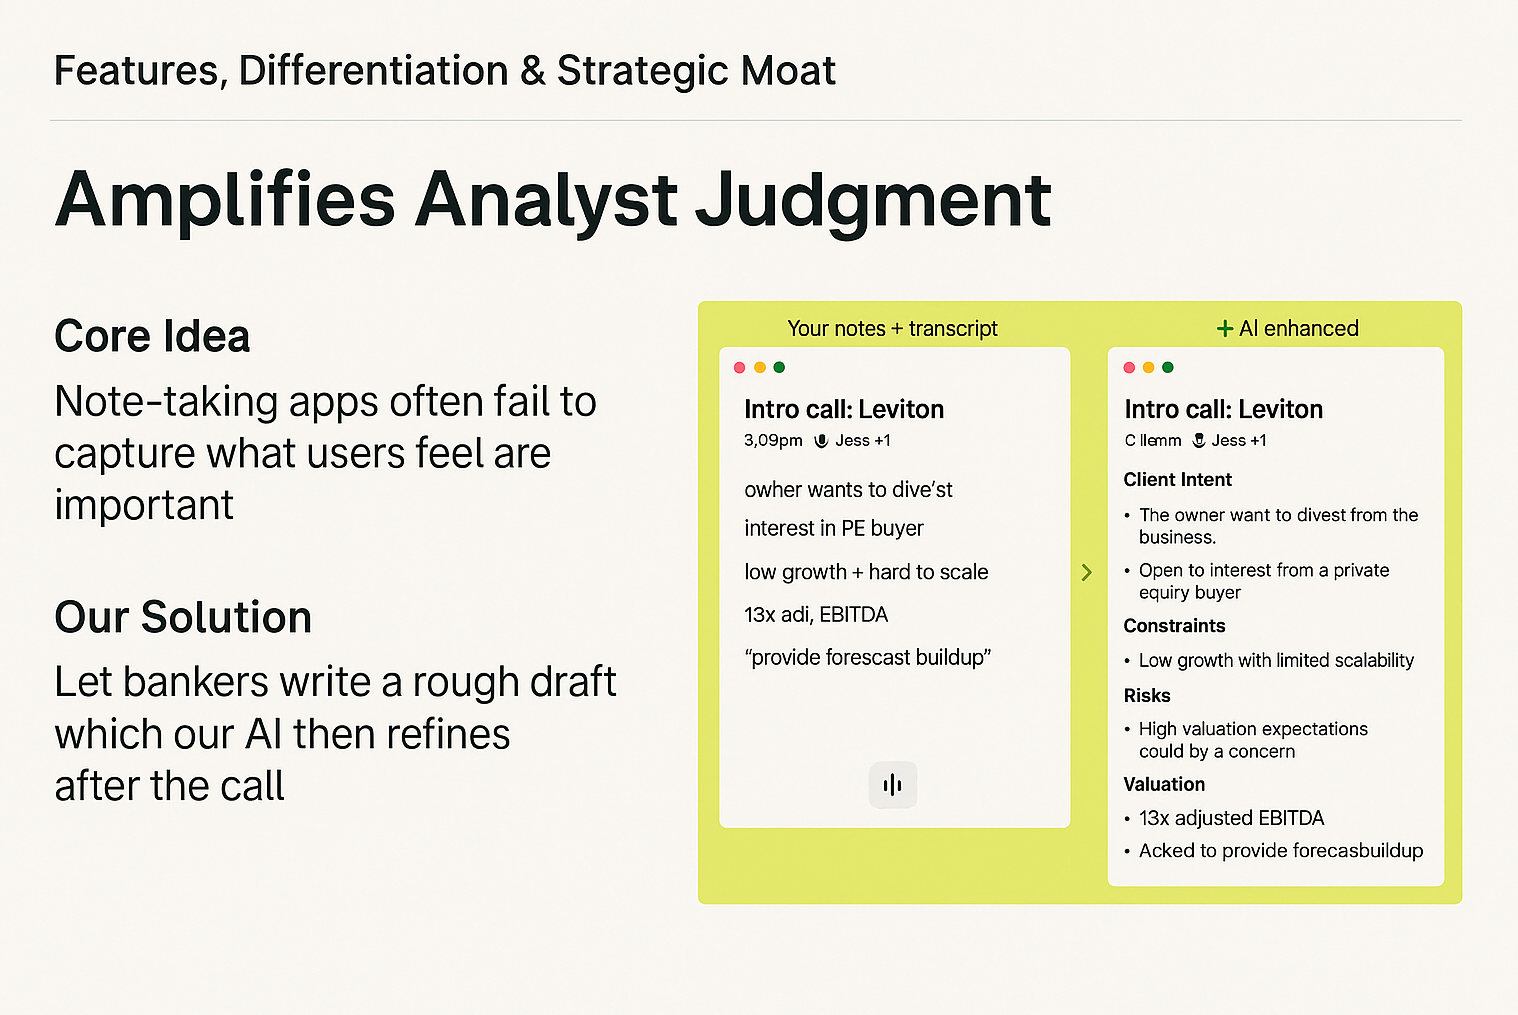 Features, Differentiation & Strategic Moat
Amplifies Analyst Judgment
Core Idea
Note-taking apps often fail to
capture what users feel are
important
Our Solution
Let bankers write a rough draft
which our AI then refines
after the call
Your notes + transcript
Intro call: Leviton
3,09pm Jess +1
owher wants to dive’st
interest in PE buyer
low growth + hard to scale
13x adi, EBITDA
“provide forescast buildup”
+ AI enhanced
Intro call: Leviton
C llemm Jess +1
Client Intent
• The owner want to divest from the
business.
• Open to interest from a private
equity buyer
Constraints
• Low growth with limited scalability
Risks
• High valuation expectations
could by a concern
Valuation
• 13x adjusted EBITDA
• Acked to provide forecasbuildup